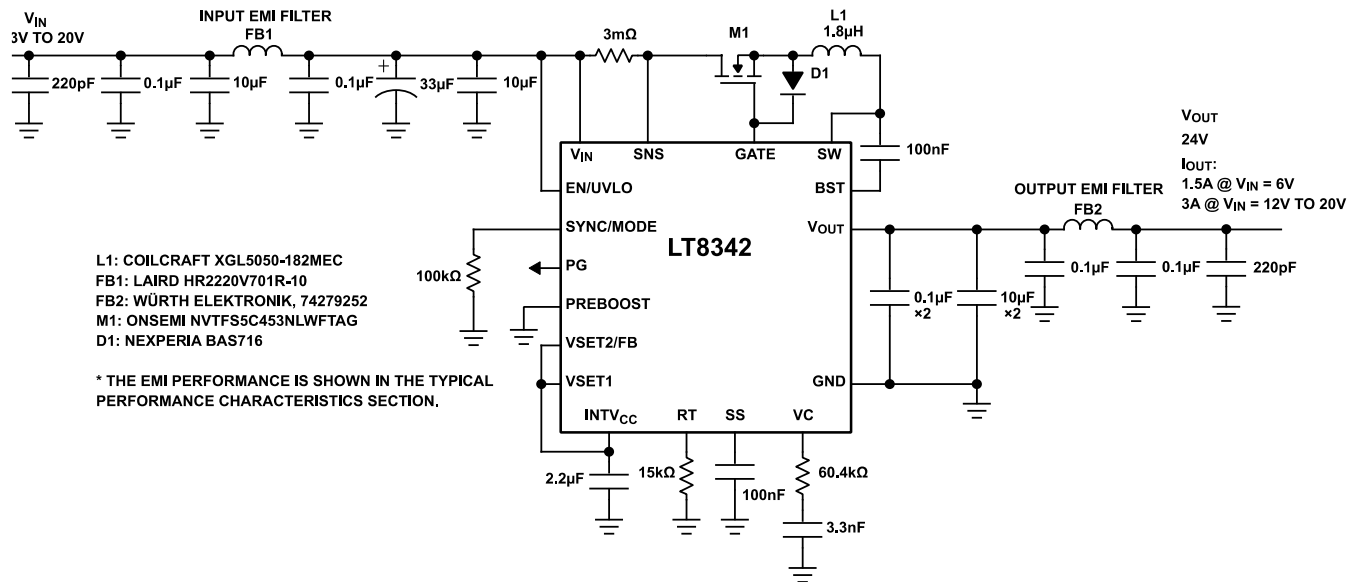 VIN
3V TO 20V
INPUT EMI FILTER
FB1
220pF
0.1µF
10µF
0.1µF
+
33µF
10µF
3mΩ
M1
D1
L1
1.8µH
100nF
VIN
SNS
GATE
SW
EN/UVLO
BST
SYNC/MODE
VOUT
LT8342
PG
PREBOOST
VSET2/FB
VSET1
GND
INTVCC
RT
SS
VC
100kΩ
2.2µF
15kΩ
100nF
60.4kΩ
3.3nF
0.1µF
×2
10µF
×2
OUTPUT EMI FILTER
FB2
0.1µF
0.1µF
220pF
VOUT
24V
IOUT:
1.5A @ VIN = 6V
3A @ VIN = 12V TO 20V
L1: COILCRAFT XGL5050-182MEC
FB1: LAIRD HR2220V701R-10
FB2: WÜRTH ELEKTRONIK, 74279252
M1: ONSEMI NVTFS5C453NLWFTAG
D1: NEXPERIA BAS716
* THE EMI PERFORMANCE IS SHOWN IN THE TYPICAL
PERFORMANCE CHARACTERISTICS SECTION.